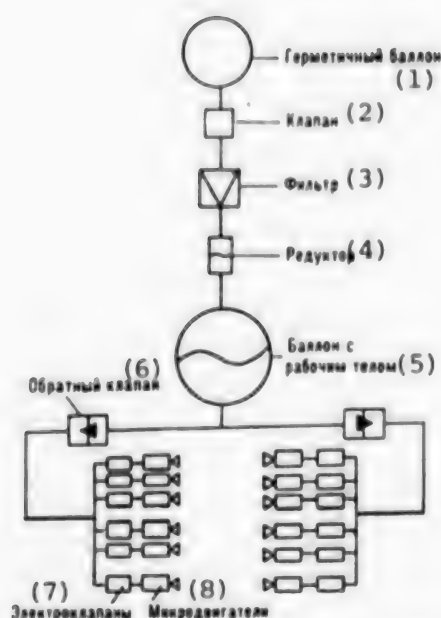 Герметичный баллон
(1)
Клапан (2)
Фильтр (3)
Редуктор (4)
(6)
Баллон с
рабочим телом (5)
Обратный клапан
(7) (8)
Электроклапаны Микродвигатели